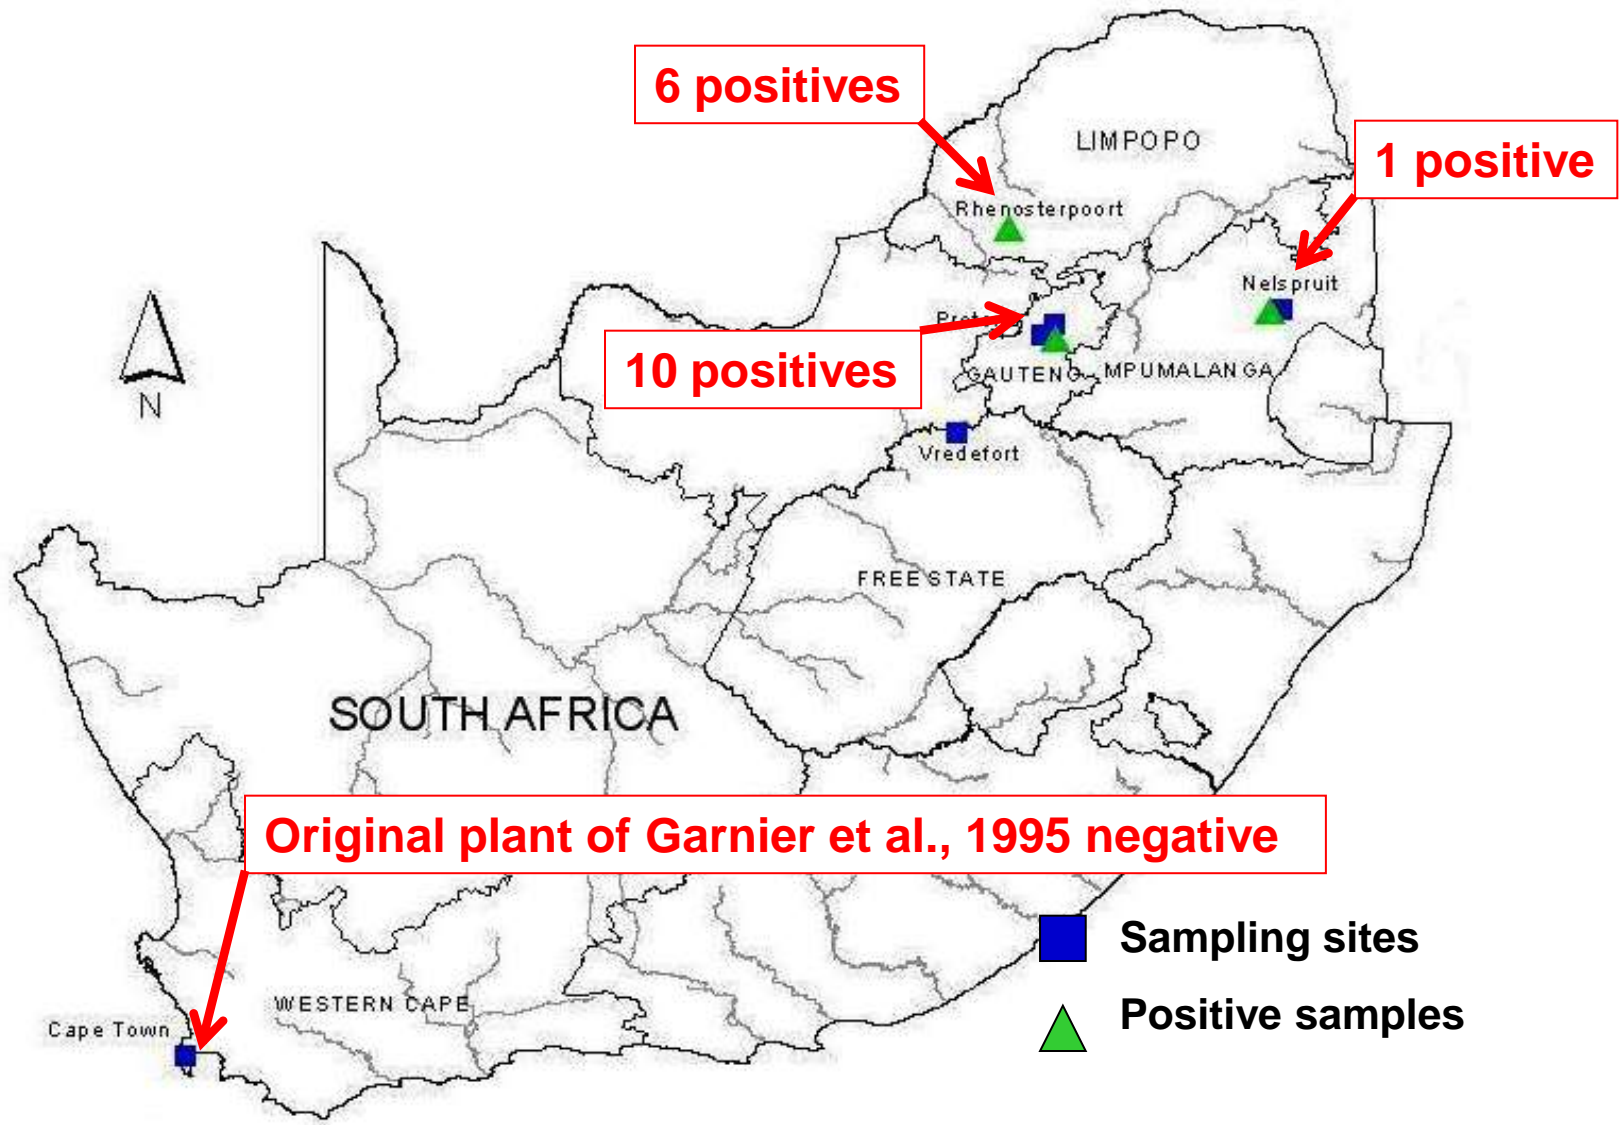 6 positives
LIMPOPO
1 positive
Rhenosterpoort
Nelspruit
10 positives
GAUTENG
MPUMALANGA
Vredefort
N
FREE STATE
SOUTH AFRICA
Original plant of Garnier et al., 1995 negative
Sampling sites
WESTERN CAPE
Positive samples
Cape Town